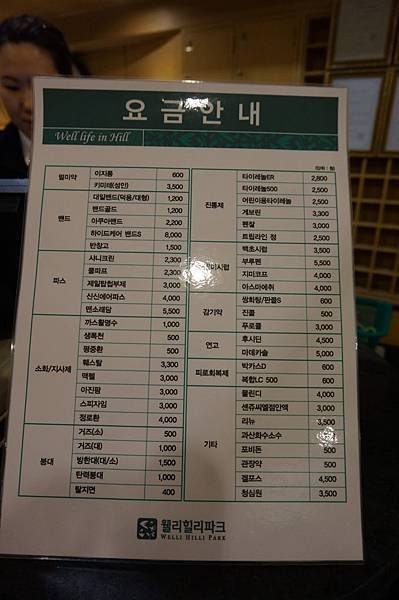 요금안내
Well life in Hill
(단위 : 원)
멀미약
이지롱 600
키미테(성인) 3,500
밴드
대일밴드(덕용/대형) 1,200
밴드골드 1,200
아쿠아밴드 2,200
하이드케어 밴드S 8,000
반창고 1,500
파스
사니크린 2,300
쿨파프 2,300
제일탑첩부제 3,000
신신에어파스 4,000
맨소래담 5,500
소화/지사제
까스활명수 1,000
생록천 500
평중환 500
훼스탈 3,300
맥펠 3,000
아진팜 3,000
스피자임 3,000
정로환 4,000
붕대
거즈(소) 500
거즈(대) 1,000
방한대(대/소) 1,500
탄력붕대 1,000
탈지면 400
진통제
타이레놀ER 2,800
타이레놀500 2,500
어린이용타이레놀 2,500
게보린 3,300
펜잘 3,000
트립라인 정 2,500
백초시럽 3,500
부루펜 5,500
지미코프 4,000
아스마에취 4,000
감기약
쌍화탕/판콜S 600
진콜 500
푸로콜 3,000
연고
후시딘 4,500
마데카솔 5,000
피로회복제
박카스D 600
복합LC 500 600
기타
물린디 4,000
센쥬씨엘점안액 3,000
리뉴 3,500
과산화수소수 500
포비돈 500
관장약 500
겔포스 4,500
청심원 3,500
웰리힐리파크
WELLI HILLI PARK